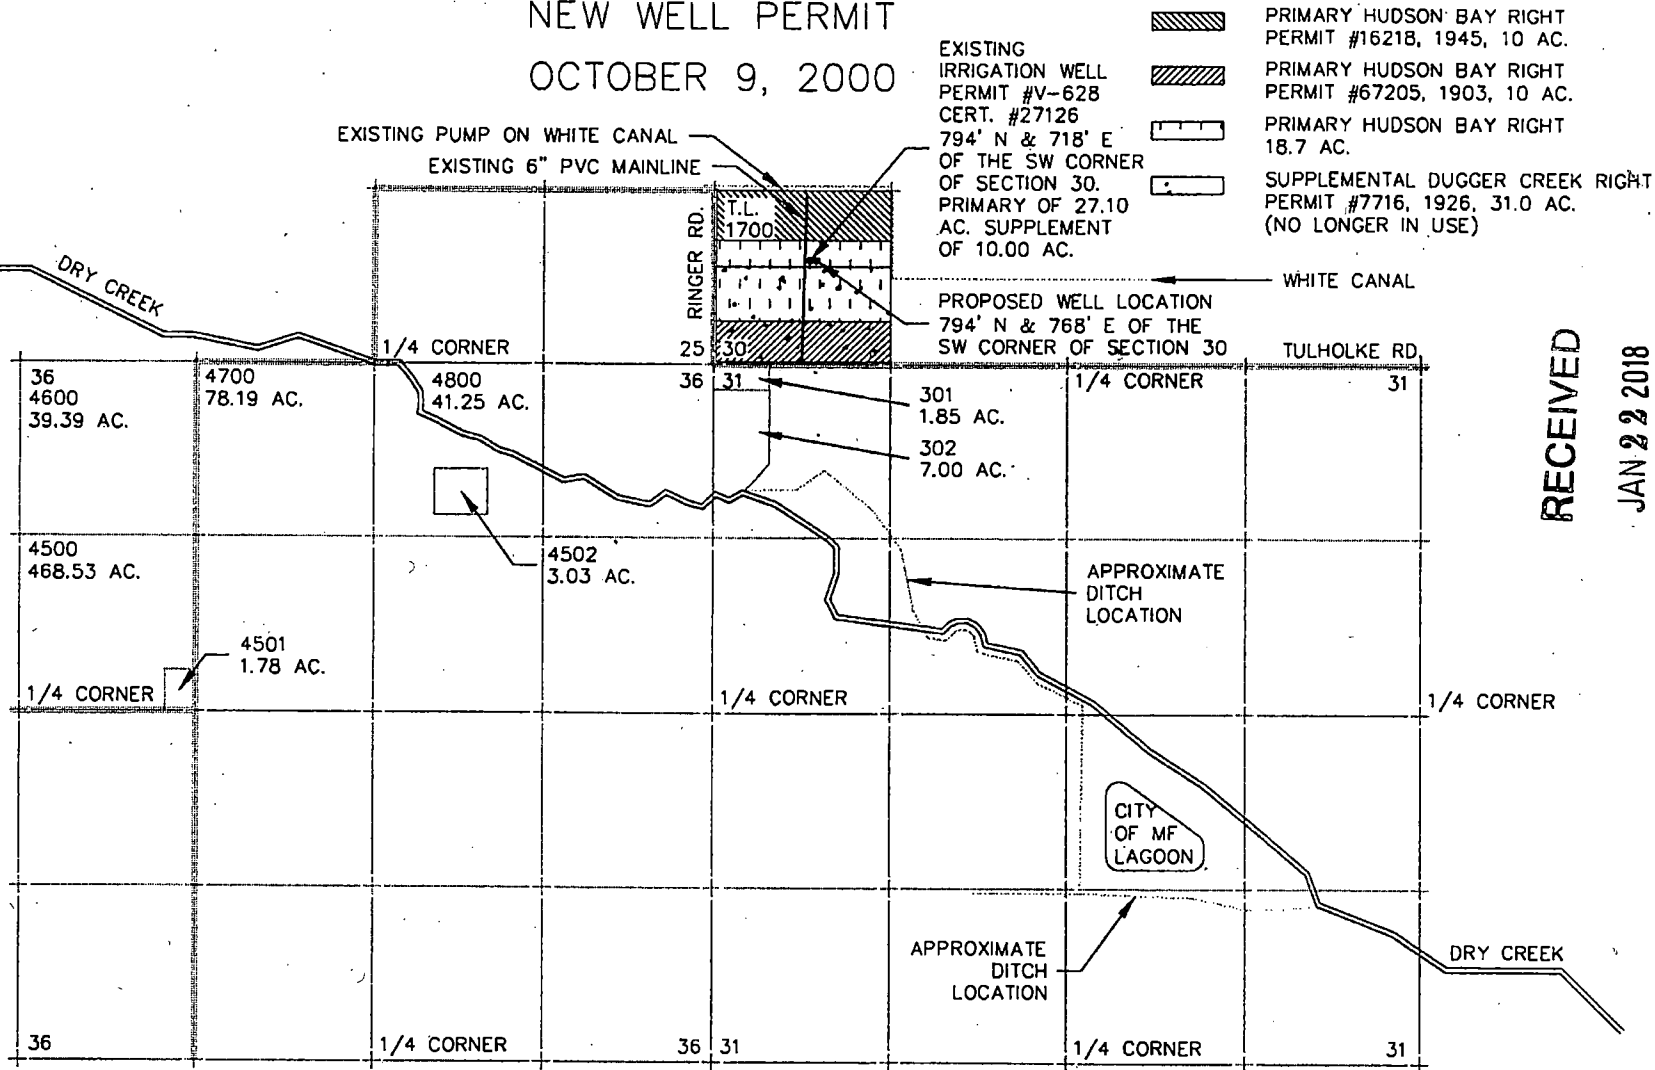 NEW WELL PERMIT
OCTOBER 9, 2000
PRIMARY HUDSON BAY RIGHT
PERMIT #16218, 1945, 10 AC.
PRIMARY HUDSON BAY RIGHT
PERMIT #67205, 1903, 10 AC.
PRIMARY HUDSON BAY RIGHT
18.7 AC.
SUPPLEMENTAL DUGGER CREEK RIGHT
PERMIT #7716, 1926, 31.0 AC.
(NO LONGER IN USE)
EXISTING
IRRIGATION WELL
PERMIT #V-628
CERT. #27126
794' N & 718' E
OF THE SW CORNER
OF SECTION 30.
PRIMARY OF 27.10
AC. SUPPLEMENT
OF 10.00 AC.
EXISTING PUMP ON WHITE CANAL
EXISTING 6" PVC MAINLINE
T.L.
1700
RINGER RD.
WHITE CANAL
PROPOSED WELL LOCATION
794' N & 768' E OF THE
SW CORNER OF SECTION 30
DRY CREEK
1/4 CORNER
25
30
TULHOLKE RD.
36
4600
39.39 AC.
4700
78.19 AC.
4800
41.25 AC.
36
31
301
1.85 AC.
302
7.00 AC.
1/4 CORNER
31
RECEIVED
JAN 22 2018
4500
468.53 AC.
4502
3.03 AC.
APPROXIMATE
DITCH
LOCATION
4501
1.78 AC.
1/4 CORNER
1/4 CORNER
1/4 CORNER
CITY
OF MF
LAGOON
APPROXIMATE
DITCH
LOCATION
DRY CREEK
36
1/4 CORNER
36
31
1/4 CORNER
31